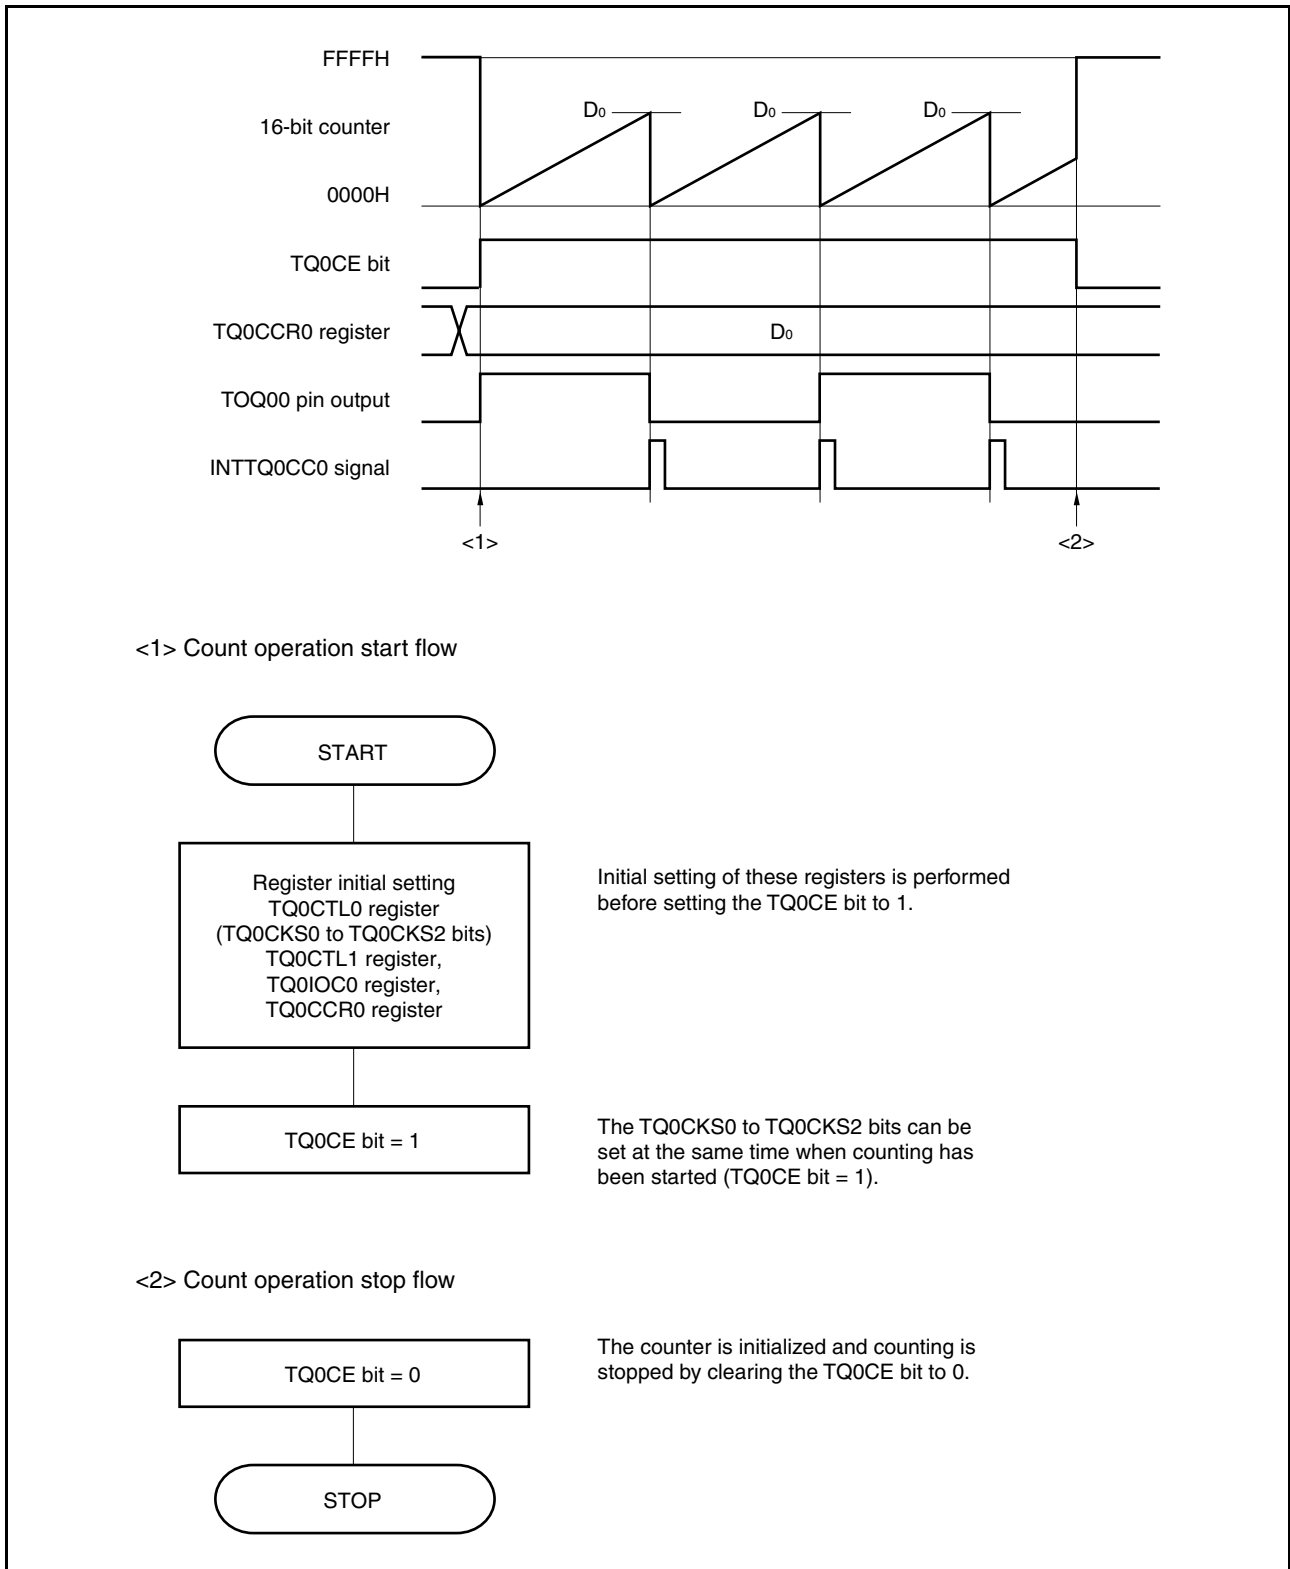 FFFFH
16-bit counter
D0 D0 D0
0000H
TQ0CE bit
TQ0CCR0 register
D0
TOQ00 pin output
INTTQ0CC0 signal
<1> <2>
<1> Count operation start flow
START
Register initial setting
TQ0CTL0 register
(TQ0CKS0 to TQ0CKS2 bits)
TQ0CTL1 register,
TQ0IOC0 register,
TQ0CCR0 register
Initial setting of these registers is performed
before setting the TQ0CE bit to 1.
TQ0CE bit = 1
The TQ0CKS0 to TQ0CKS2 bits can be
set at the same time when counting has
been started (TQ0CE bit = 1).
<2> Count operation stop flow
TQ0CE bit = 0
The counter is initialized and counting is
stopped by clearing the TQ0CE bit to 0.
STOP